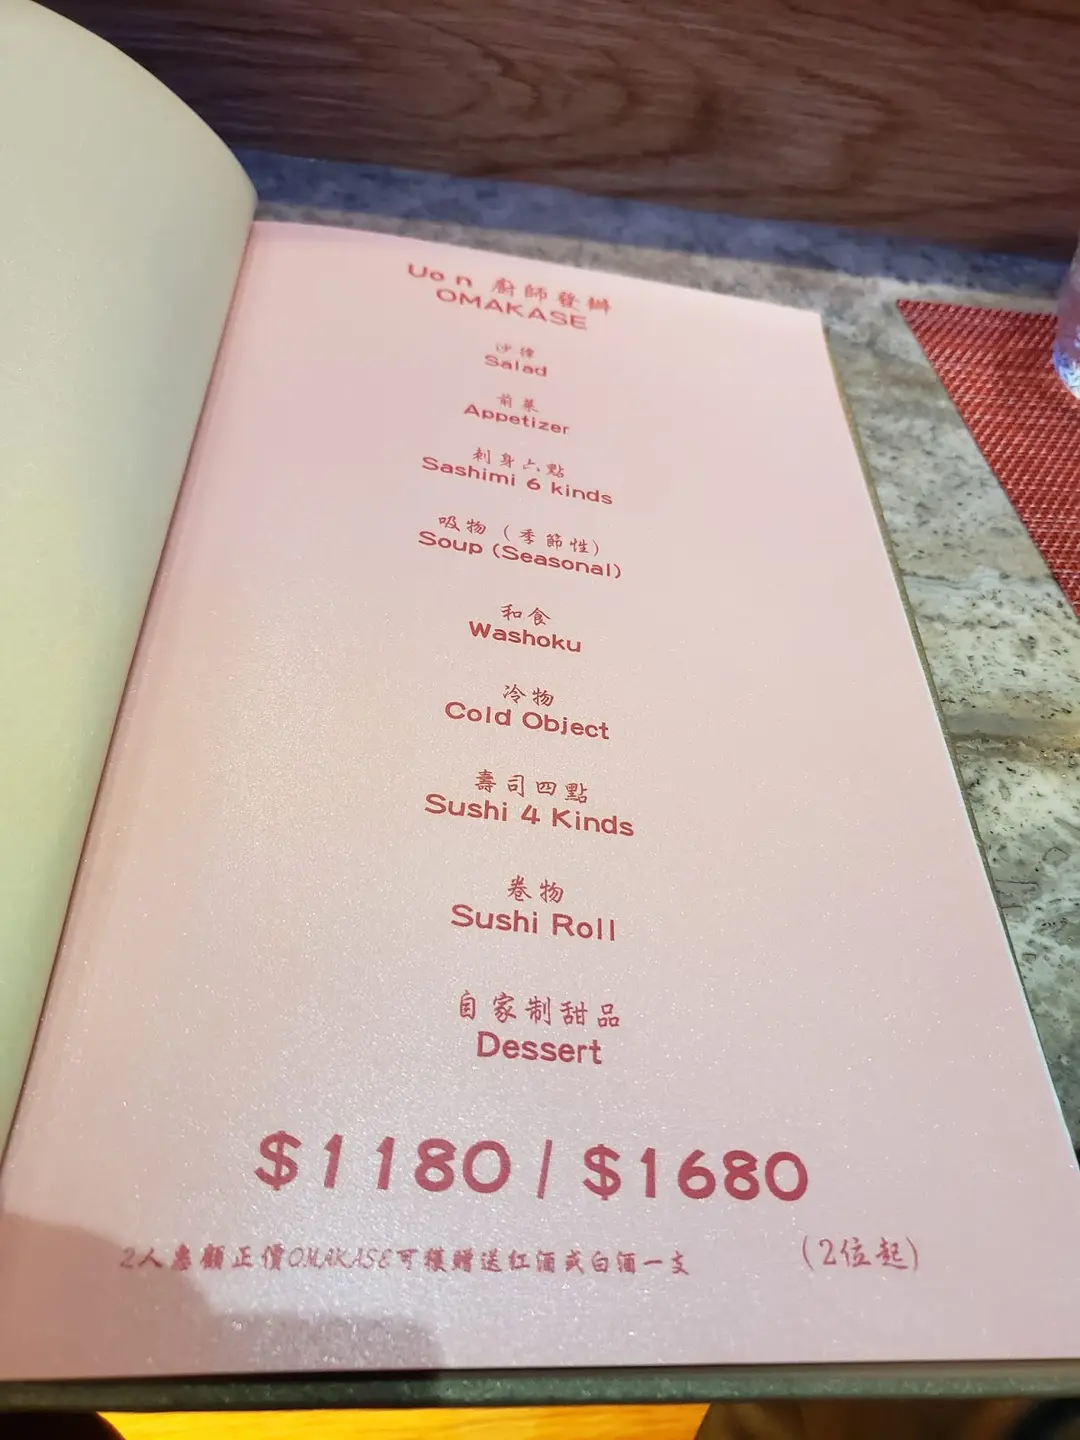 Uo n 廚師發辦
OMAKASE
沙律
Salad
前菜
Appetizer
刺身六點
Sashimi 6 kinds
吸物（季節性）
Soup (Seasonal)
和食
Washoku
冷物
Cold Object
壽司四點
Sushi 4 Kinds
卷物
Sushi Roll
自家制甜品
Dessert
$1180 / $1680
2人惠顧正價OMAKASE可獲贈送红酒或白酒一支 （2位起）